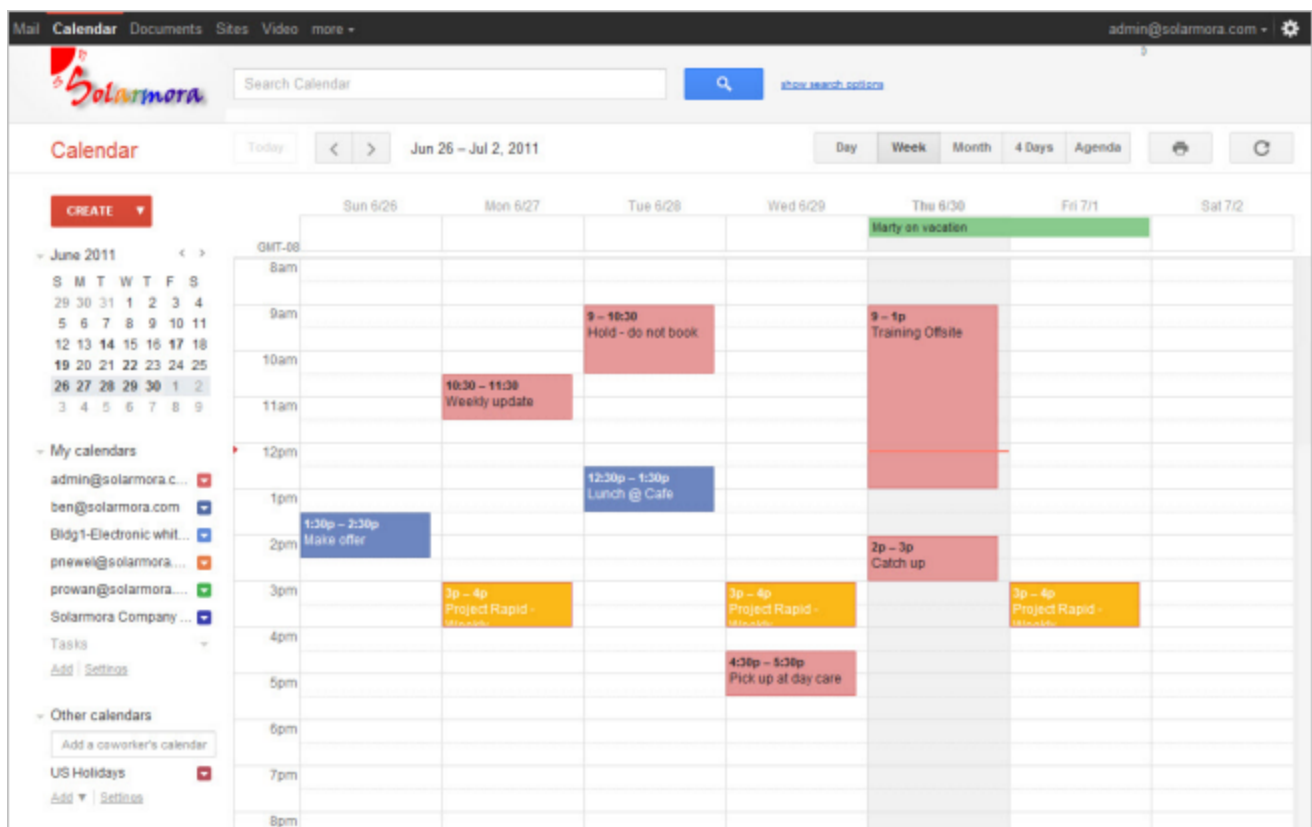 Mail Calendar Documents Sites Video more
admin@solarmora.com
Solarmora
Search Calendar
show search options
Calendar
Today
Jun 26 – Jul 2, 2011
Day Week Month 4 Days Agenda
CREATE
Sun 6/26 Mon 6/27 Tue 6/28 Wed 6/29 Thu 6/30 Fri 7/1 Sat 7/2
Marty on vacation
GMT-08
June 2011
S M T W T F S
29 30 31 1 2 3 4
5 6 7 8 9 10 11
12 13 14 15 16 17 18
19 20 21 22 23 24 25
26 27 28 29 30 1 2
3 4 5 6 7 8 9
My calendars
admin@solarmora.c...
ben@solarmora.com
Bldg1-Electronic whit...
pnewel@solarmora....
prowan@solarmora....
Solarmora Company ...
Tasks
Add Settings
Other calendars
Add a coworker's calendar
US Holidays
Add Settings
8am
9am
10am
11am
12pm
1pm
2pm
3pm
4pm
5pm
6pm
7pm
8pm
1:30p – 2:30p
Make offer
10:30 – 11:30
Weekly update
3p – 4p
Project Rapid -
Weekly
9 – 10:30
Hold - do not book
12:30p – 1:30p
Lunch @ Cafe
3p – 4p
Project Rapid -
Weekly
4:30p – 5:30p
Pick up at day care
9 – 1p
Training Offsite
2p – 3p
Catch up
3p – 4p
Project Rapid -
Weekly